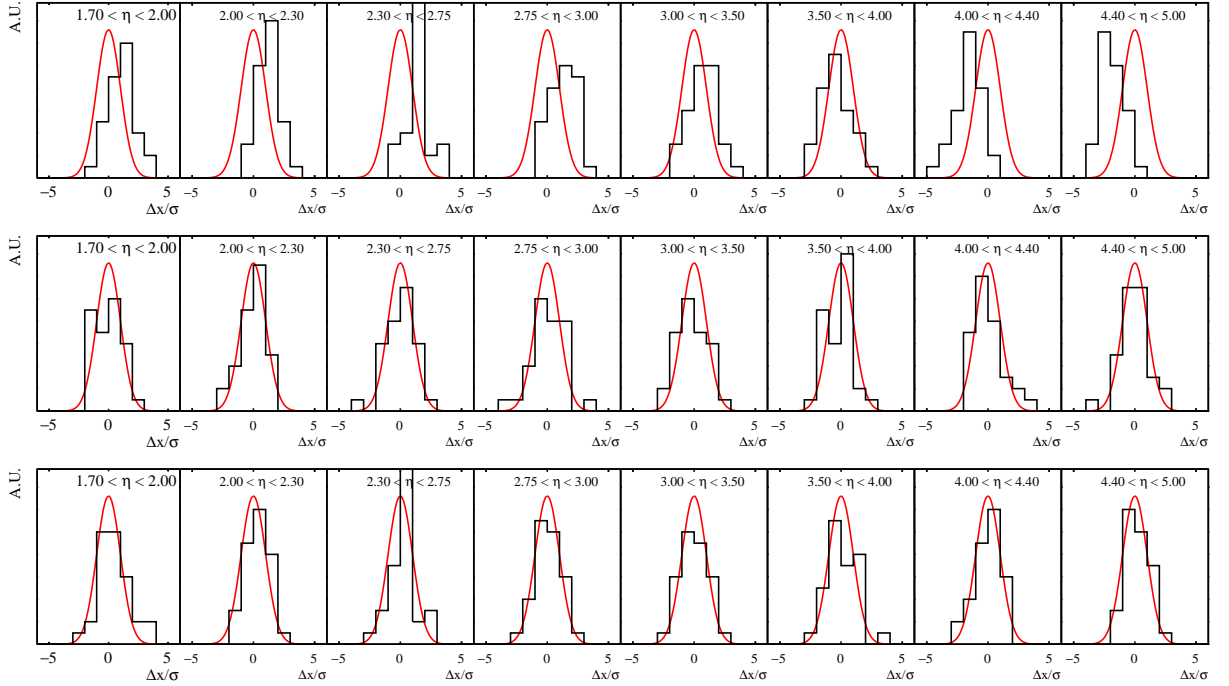 A.U.
1.70 < η < 2.00 2.00 < η < 2.30 2.30 < η < 2.75 2.75 < η < 3.00 3.00 < η < 3.50 3.50 < η < 4.00 4.00 < η < 4.40 4.40 < η < 5.00
−5 0 5 −5 0 5 −5 0 5 −5 0 5 −5 0 5 −5 0 5 −5 0 5 −5 0 5
Δx/σ Δx/σ Δx/σ Δx/σ Δx/σ Δx/σ Δx/σ Δx/σ
A.U.
1.70 < η < 2.00 2.00 < η < 2.30 2.30 < η < 2.75 2.75 < η < 3.00 3.00 < η < 3.50 3.50 < η < 4.00 4.00 < η < 4.40 4.40 < η < 5.00
−5 0 5 −5 0 5 −5 0 5 −5 0 5 −5 0 5 −5 0 5 −5 0 5 −5 0 5
Δx/σ Δx/σ Δx/σ Δx/σ Δx/σ Δx/σ Δx/σ Δx/σ
A.U.
1.70 < η < 2.00 2.00 < η < 2.30 2.30 < η < 2.75 2.75 < η < 3.00 3.00 < η < 3.50 3.50 < η < 4.00 4.00 < η < 4.40 4.40 < η < 5.00
−5 0 5 −5 0 5 −5 0 5 −5 0 5 −5 0 5 −5 0 5 −5 0 5 −5 0 5
Δx/σ Δx/σ Δx/σ Δx/σ Δx/σ Δx/σ Δx/σ Δx/σ